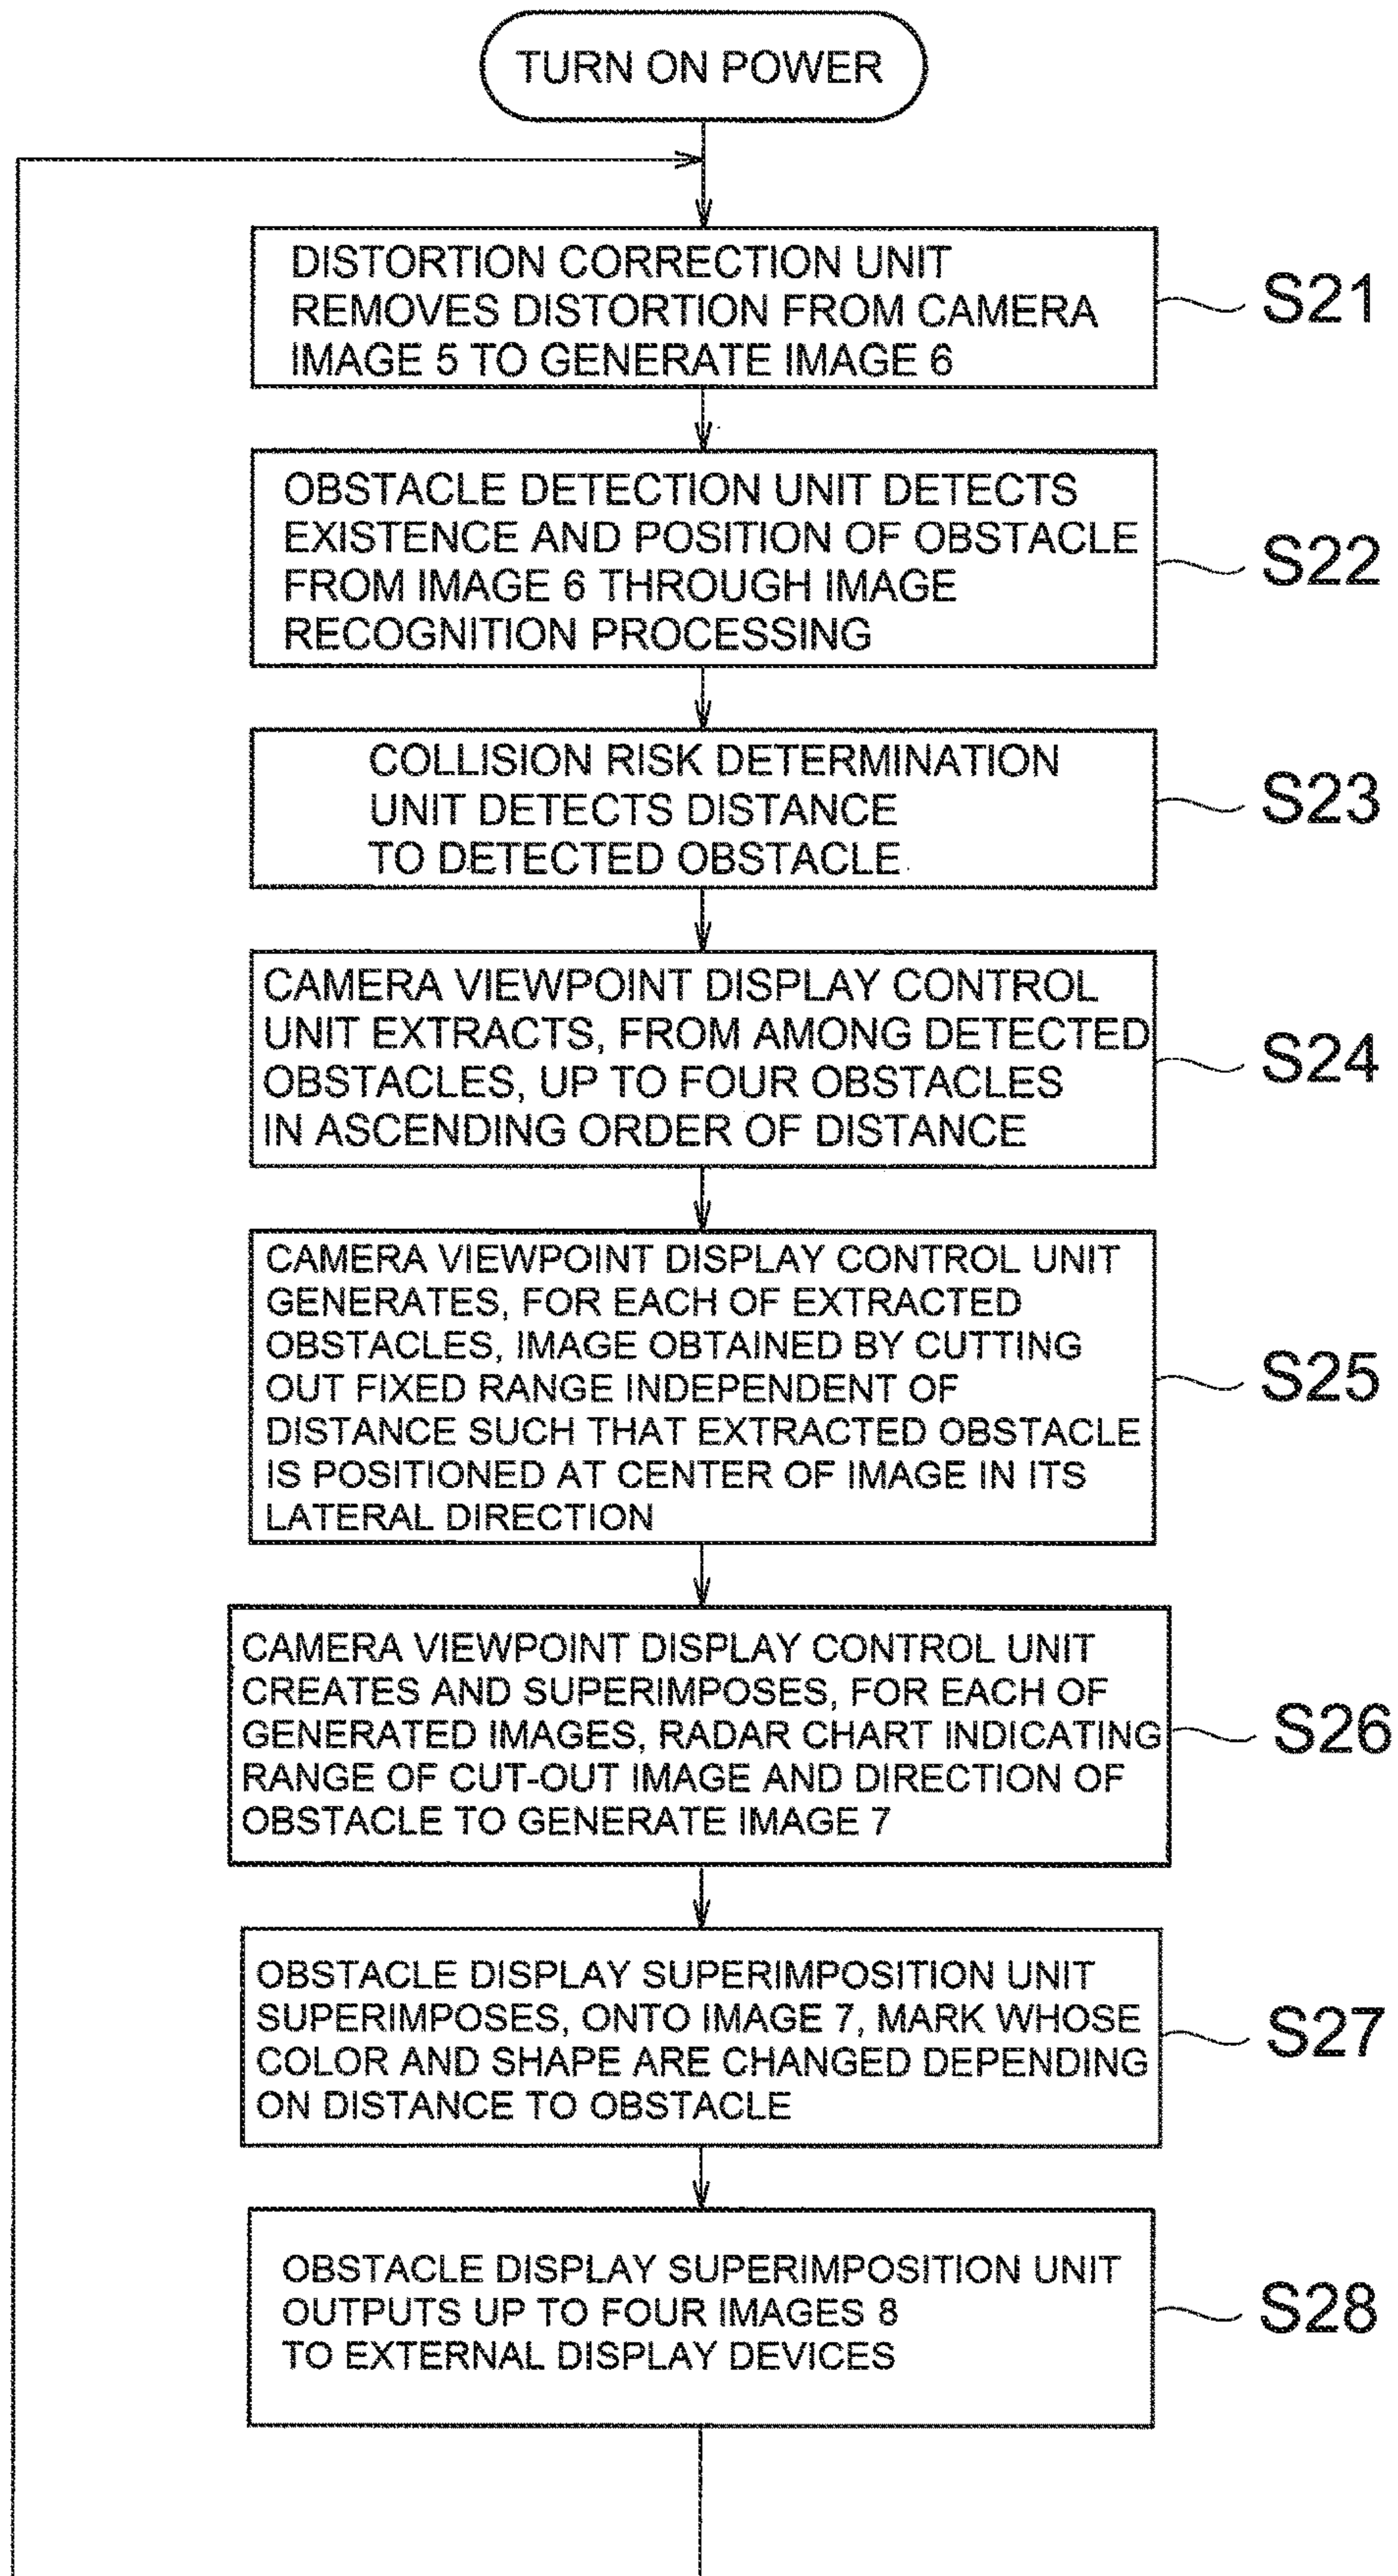 TURN ON POWER
DISTORTION CORRECTION UNIT
REMOVES DISTORTION FROM CAMERA
IMAGE 5 TO GENERATE IMAGE 6
S21
OBSTACLE DETECTION UNIT DETECTS
EXISTENCE AND POSITION OF OBSTACLE
FROM IMAGE 6 THROUGH IMAGE
RECOGNITION PROCESSING
S22
COLLISION RISK DETERMINATION
UNIT DETECTS DISTANCE
TO DETECTED OBSTACLE
S23
CAMERA VIEWPOINT DISPLAY CONTROL
UNIT EXTRACTS, FROM AMONG DETECTED
OBSTACLES, UP TO FOUR OBSTACLES
IN ASCENDING ORDER OF DISTANCE
S24
CAMERA VIEWPOINT DISPLAY CONTROL UNIT
GENERATES, FOR EACH OF EXTRACTED
OBSTACLES, IMAGE OBTAINED BY CUTTING
OUT FIXED RANGE INDEPENDENT OF
DISTANCE SUCH THAT EXTRACTED OBSTACLE
IS POSITIONED AT CENTER OF IMAGE IN ITS
LATERAL DIRECTION
S25
CAMERA VIEWPOINT DISPLAY CONTROL UNIT
CREATES AND SUPERIMPOSES, FOR EACH OF
GENERATED IMAGES, RADAR CHART INDICATING
RANGE OF CUT-OUT IMAGE AND DIRECTION OF
OBSTACLE TO GENERATE IMAGE 7
S26
OBSTACLE DISPLAY SUPERIMPOSITION UNIT
SUPERIMPOSES, ONTO IMAGE 7, MARK WHOSE
COLOR AND SHAPE ARE CHANGED DEPENDING
ON DISTANCE TO OBSTACLE
S27
OBSTACLE DISPLAY SUPERIMPOSITION UNIT
OUTPUTS UP TO FOUR IMAGES 8
TO EXTERNAL DISPLAY DEVICES
S28